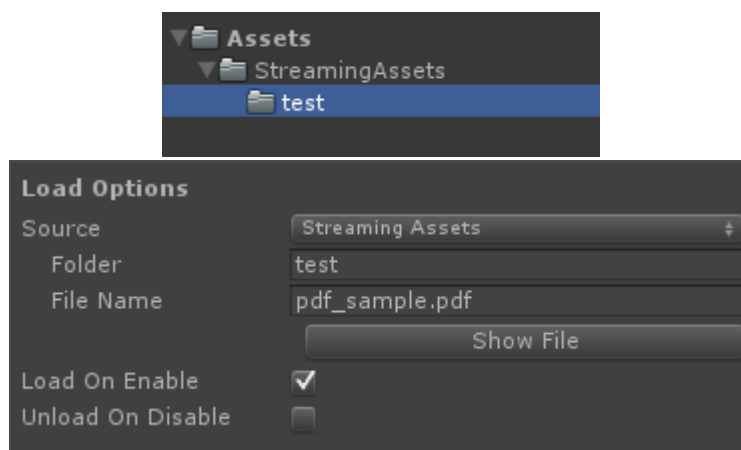 Assets
StreamingAssets
test
Load Options
Source Streaming Assets
Folder test
File Name pdf_sample.pdf
Show File
Load On Enable
Unload On Disable